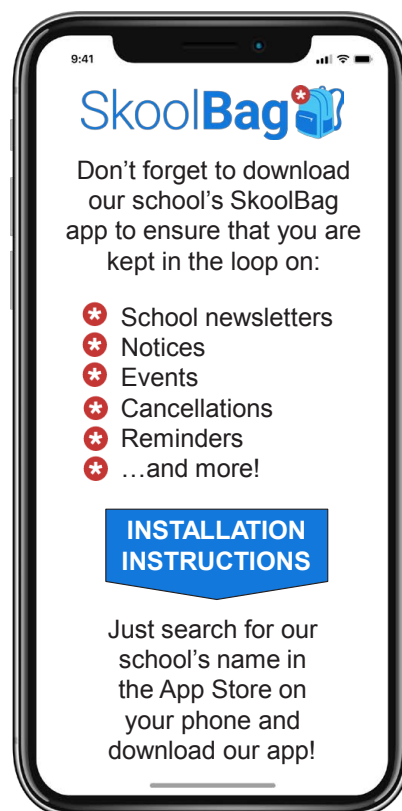 9:41
SkoolBag
Don’t forget to download
our school’s SkoolBag
app to ensure that you are
kept in the loop on:
* School newsletters
* Notices
* Events
* Cancellations
* Reminders
* …and more!
INSTALLATION
INSTRUCTIONS
Just search for our
school’s name in
the App Store on
your phone and
download our app!